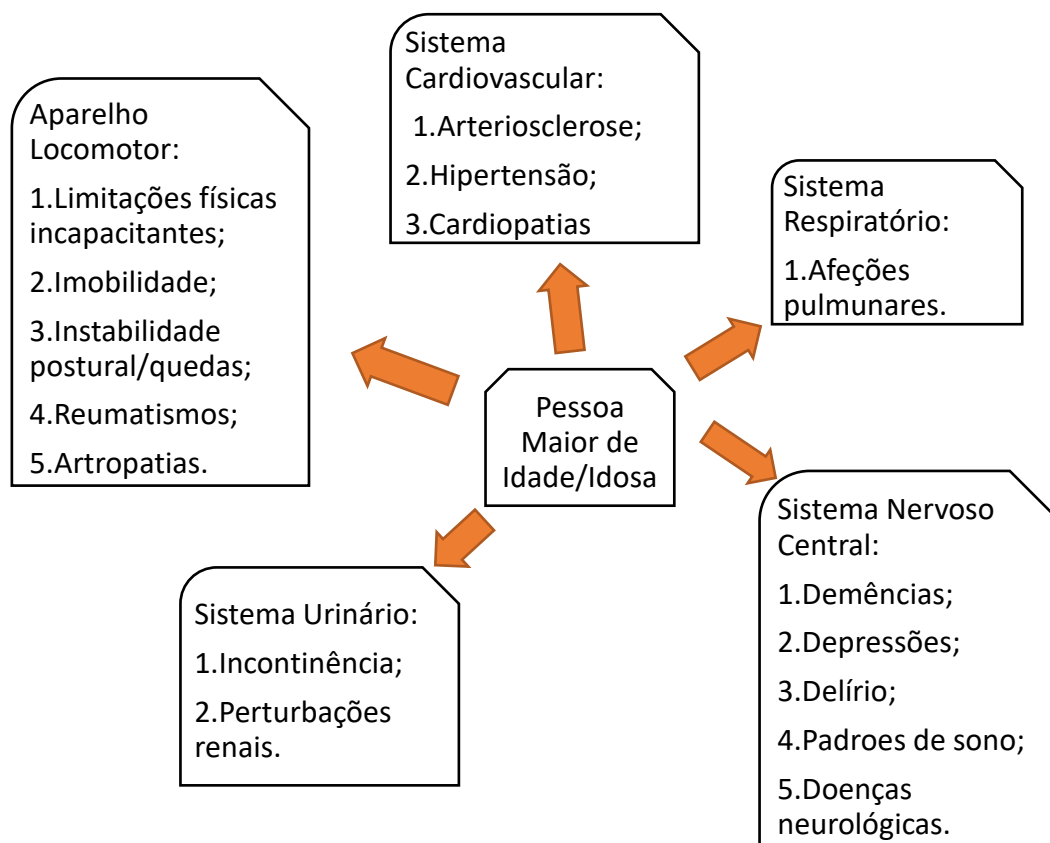 Sistema
Cardiovascular:
1.Arteriosclerose;
2.Hipertensão;
3.Cardiopatias
Aparelho
Locomotor:
1.Limitações físicas
incapacitantes;
2.Imobilidade;
3.Instabilidade
postural/quedas;
4.Reumatismos;
5.Artropatias.
Sistema
Respiratório:
1.Afeções
pulmunares.
Pessoa
Maior de
Idade/Idosa
Sistema Urinário:
1.Incontinência;
2.Perturbações
renais.
Sistema Nervoso
Central:
1.Demências;
2.Depressões;
3.Delírio;
4.Padroes de sono;
5.Doenças
neurológicas.